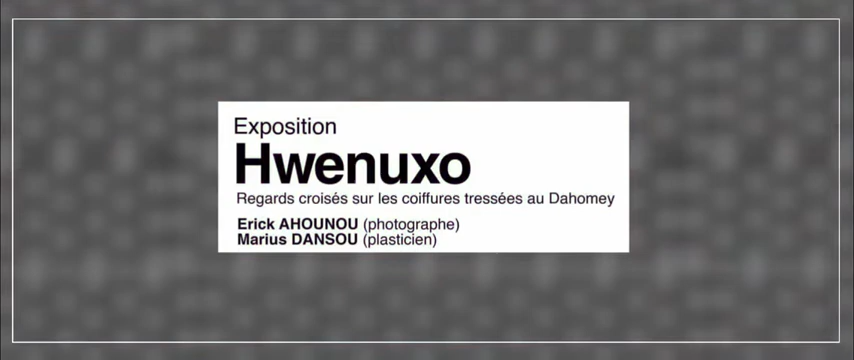 Exposition
Hwenuxo
Regards croisés sur les coiffures tressées au Dahomey
Erick AHOUNOU (photographe)
Marius DANSOU (plasticien)